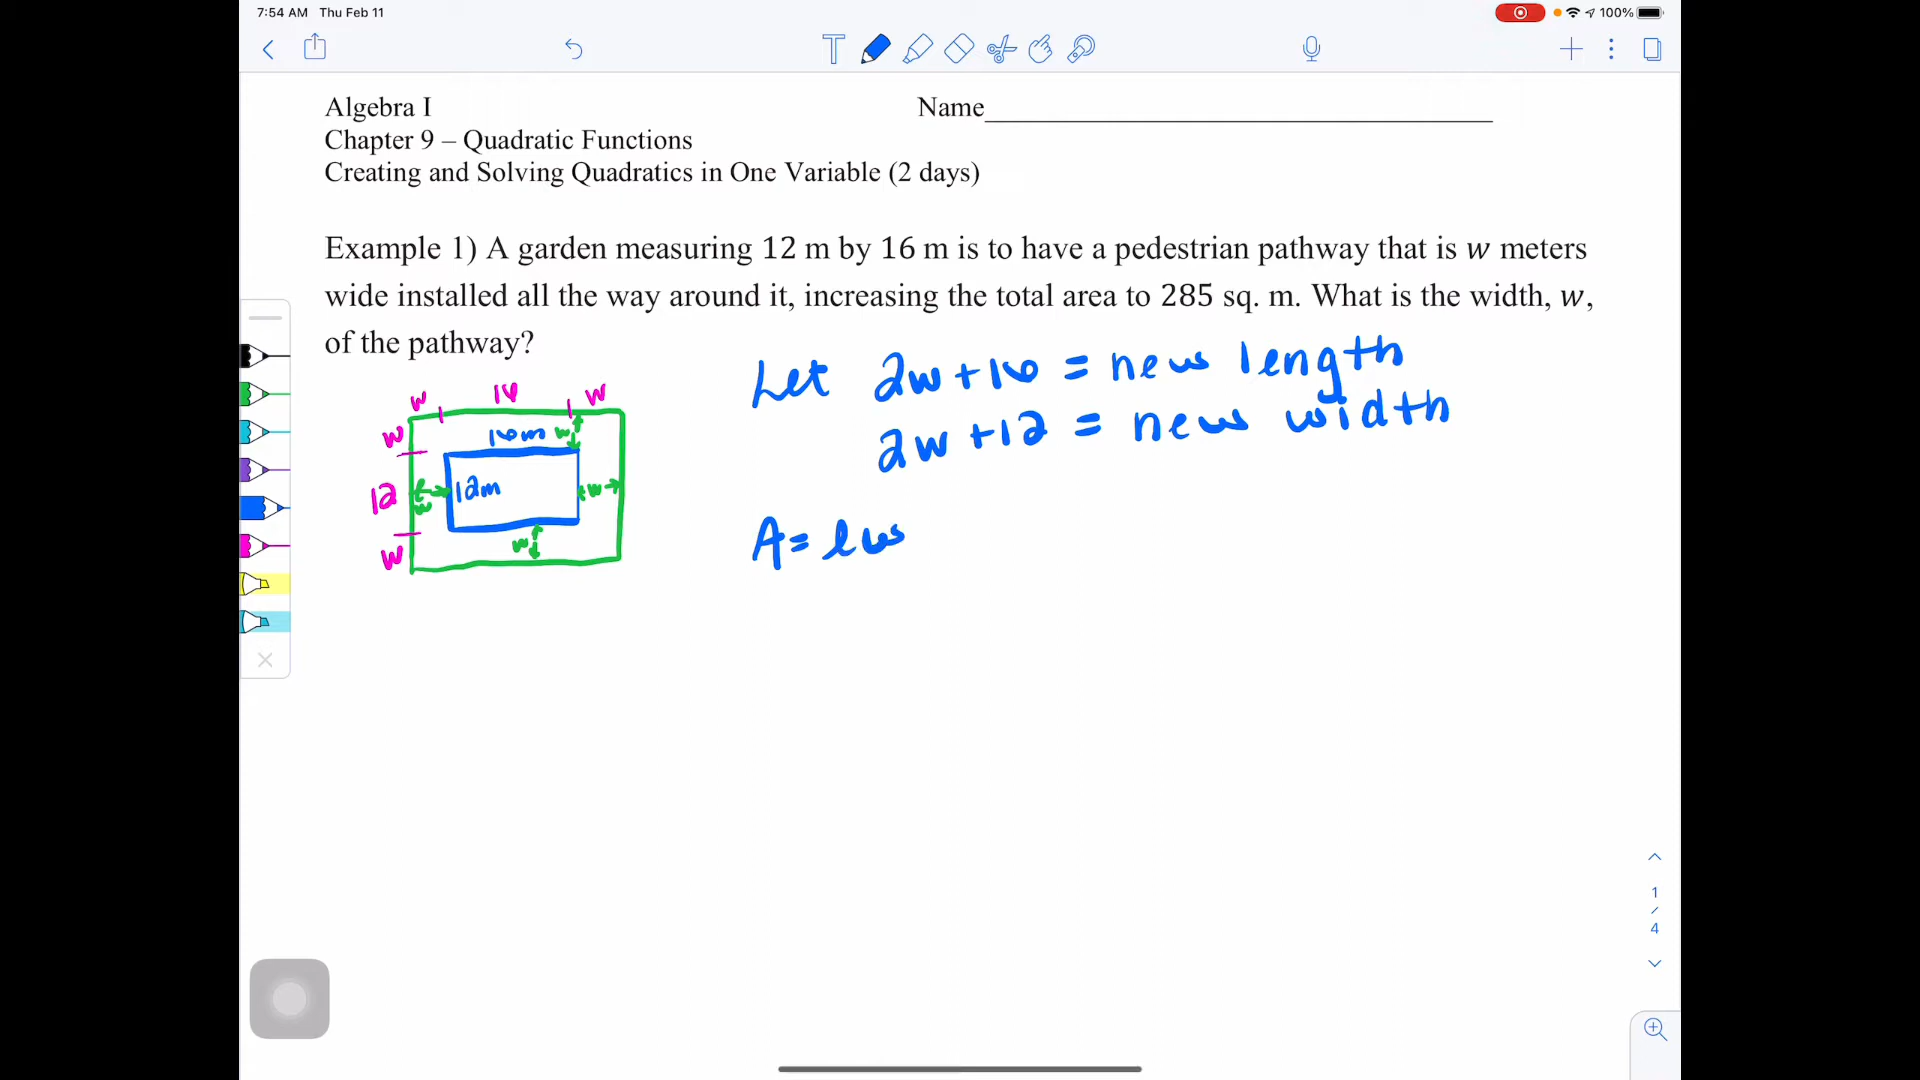 7:54 AM Thu Feb 11
100%
Algebra I
Name
Chapter 9 – Quadratic Functions
Creating and Solving Quadratics in One Variable (2 days)
Example 1) A garden measuring 12 m by 16 m is to have a pedestrian pathway that is w meters
wide installed all the way around it, increasing the total area to 285 sq. m. What is the width, w,
of the pathway?
Let 2w+16 = new length
2w+12 = new width
w 16 w
w 16m w
12 w 12m w
w w
A = lw
1
/
4